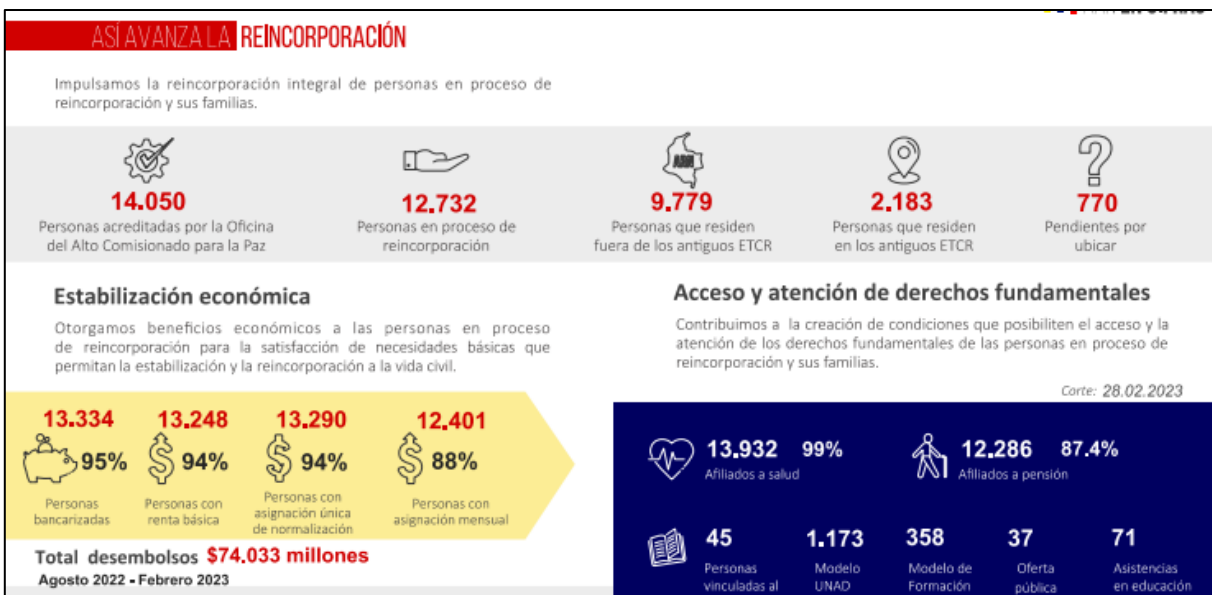 ASÍ AVANZA LA REINCORPORACIÓN
Impulsamos la reincorporación integral de personas en proceso de
reincorporación y sus familias.
14.050
Personas acreditadas por la Oficina
del Alto Comisionado para la Paz
12.732
Personas en proceso de
reincorporación
ARN
9.779
Personas que residen
fuera de los antiguos ETCR
2.183
Personas que residen
en los antiguos ETCR
770
Pendientes por
ubicar
Estabilización económica
Otorgamos beneficios económicos a las personas en proceso
de reincorporación para la satisfacción de necesidades básicas que
permitan la estabilización y la reincorporación a la vida civil.
13.334
95%
Personas
bancarizadas
13.248
94%
Personas con
renta básica
13.290
94%
Personas con
asignación única
de normalización
12.401
88%
Personas con
asignación mensual
Total desembolsos $74.033 millones
Agosto 2022 - Febrero 2023
Acceso y atención de derechos fundamentales
Contribuimos a la creación de condiciones que posibiliten el acceso y la
atención de los derechos fundamentales de las personas en proceso de
reincorporación y sus familias.
Corte: 28.02.2023
13.932 99%
Afiliados a salud
12.286 87.4%
Afiliados a pensión
45
Personas
vinculadas al
1.173
Modelo
UNAD
358
Modelo de
Formación
37
Oferta
pública
71
Asistencias
en educación